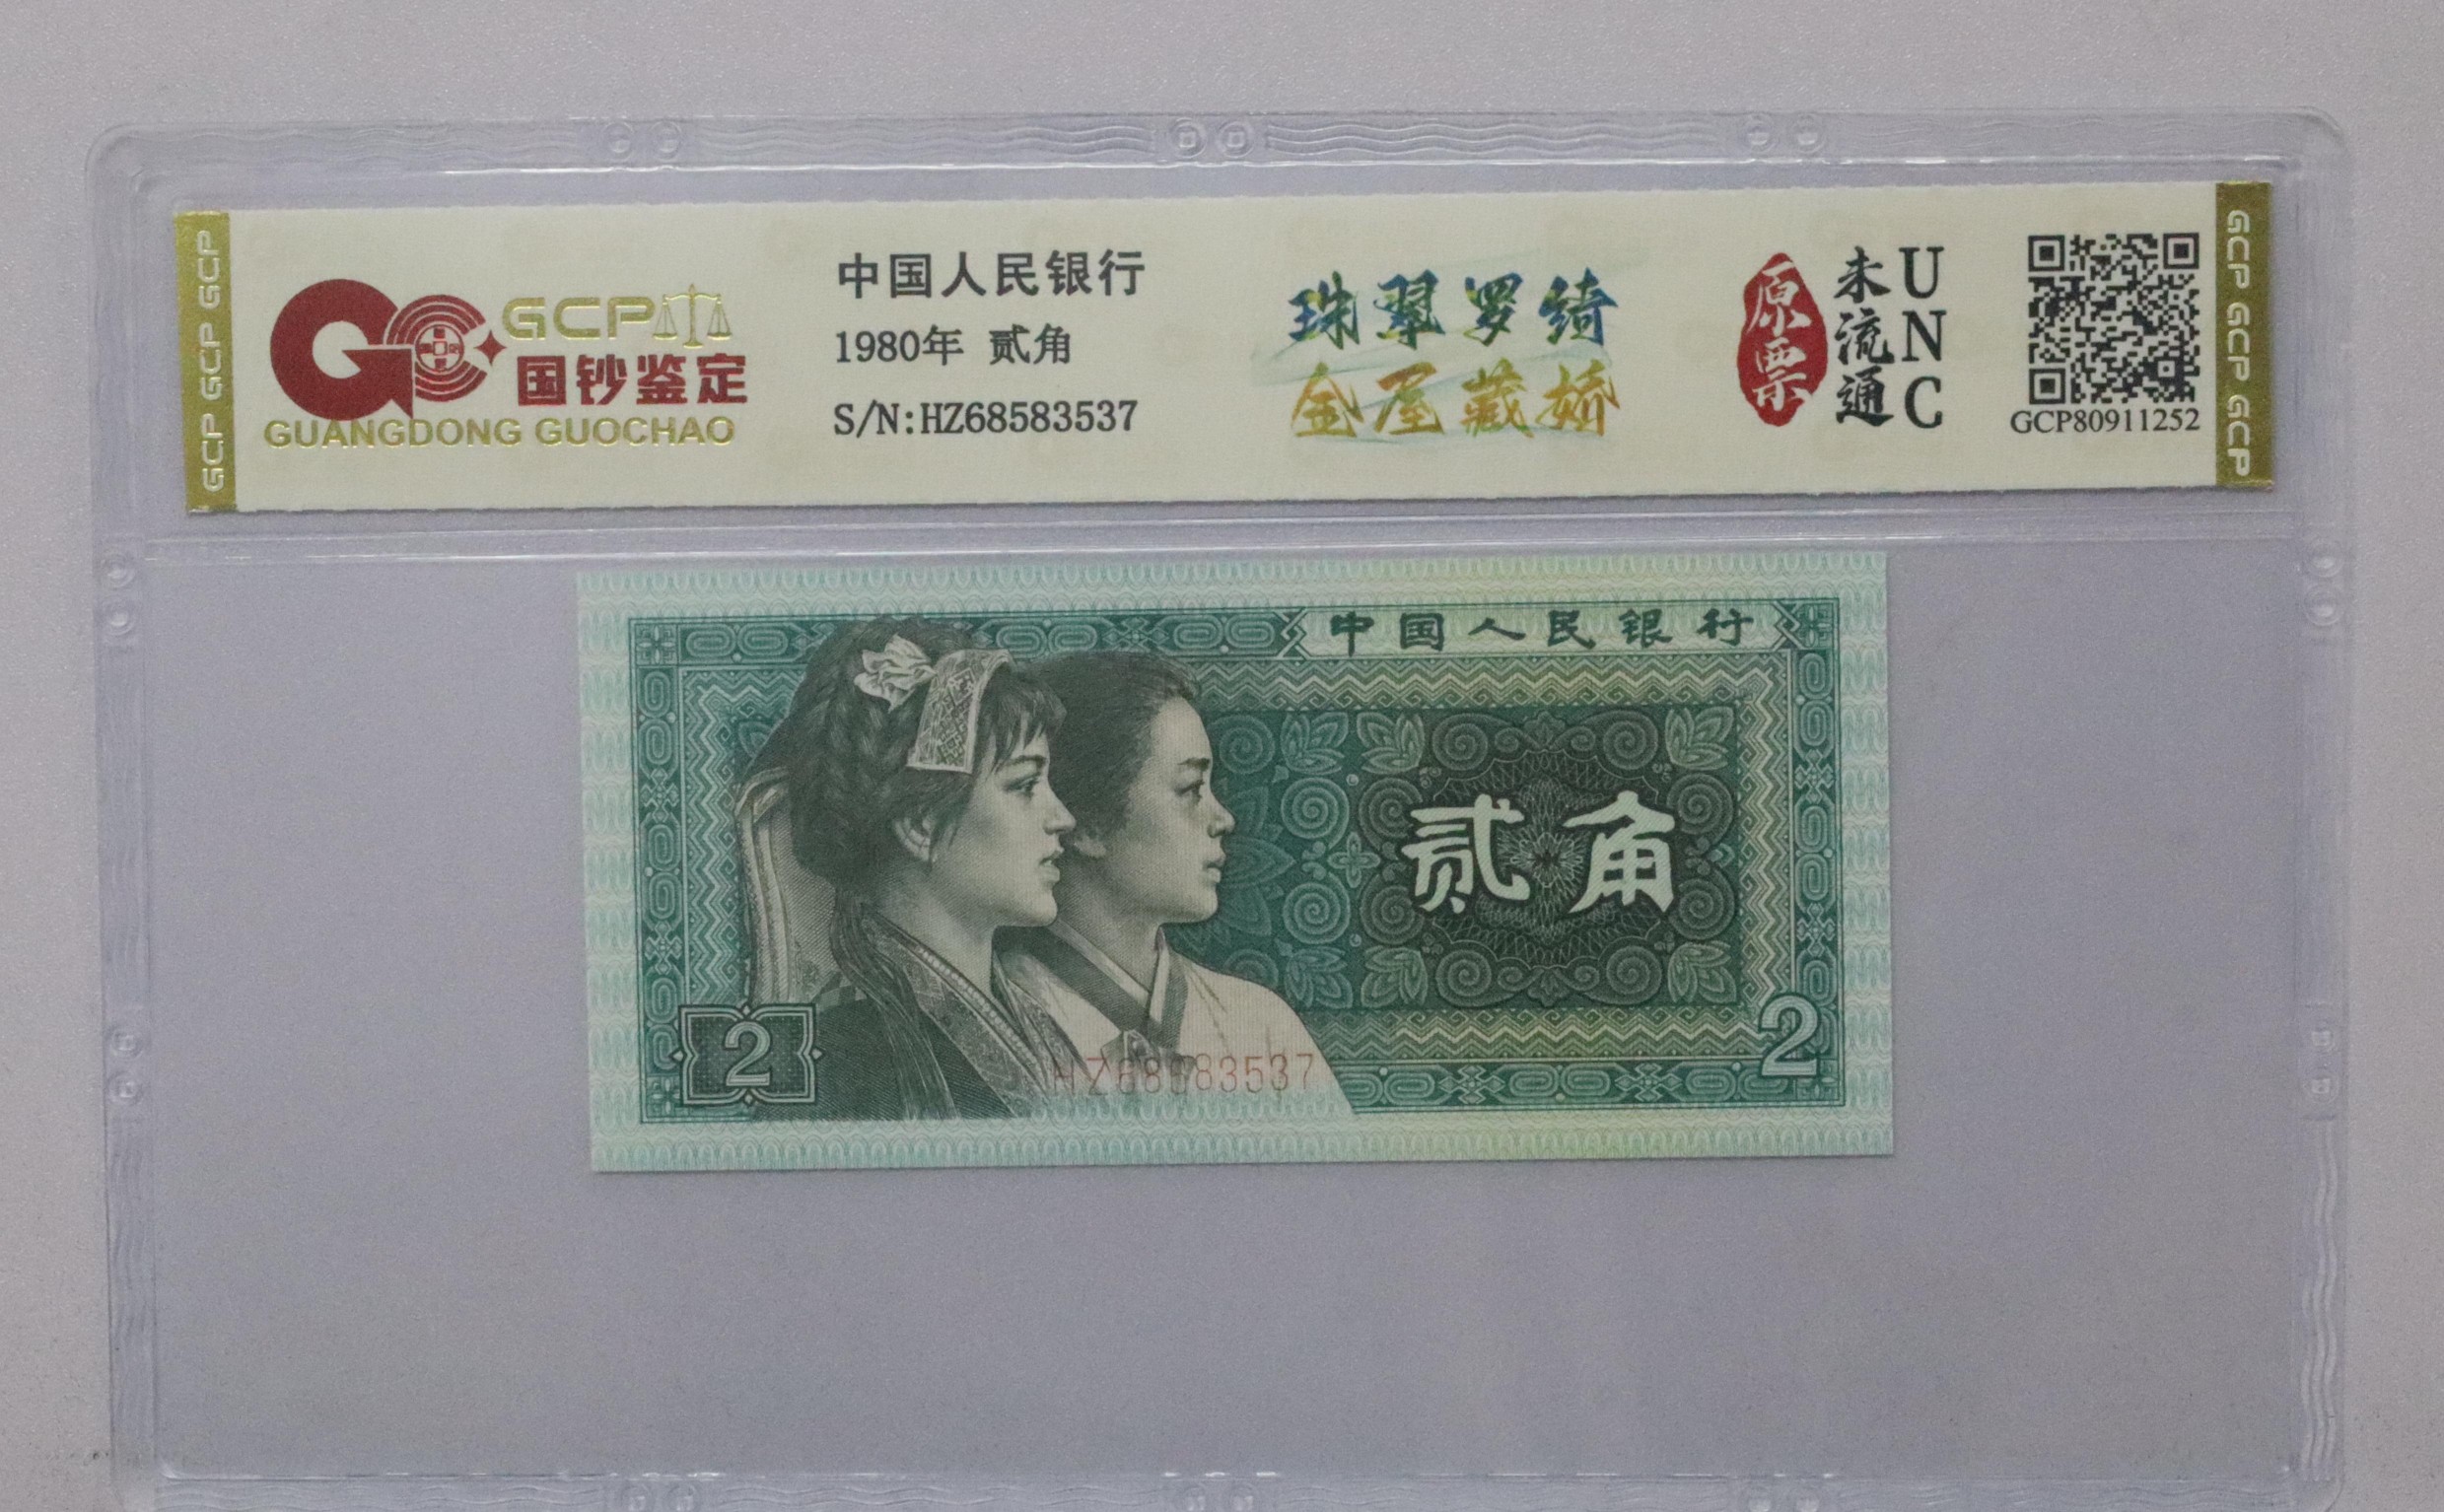 GCP GCP GCP
GCP
国钞鉴定
GUANGDONG GUOCHAO
中国人民银行
1980年 贰角
S/N:HZ68583537
珠翠罗绮
金屋藏娇
原票
未流通
UNC
GCP80911252
GCP GCP GCP
中国人民银行
贰角
2
2
HZ68583537